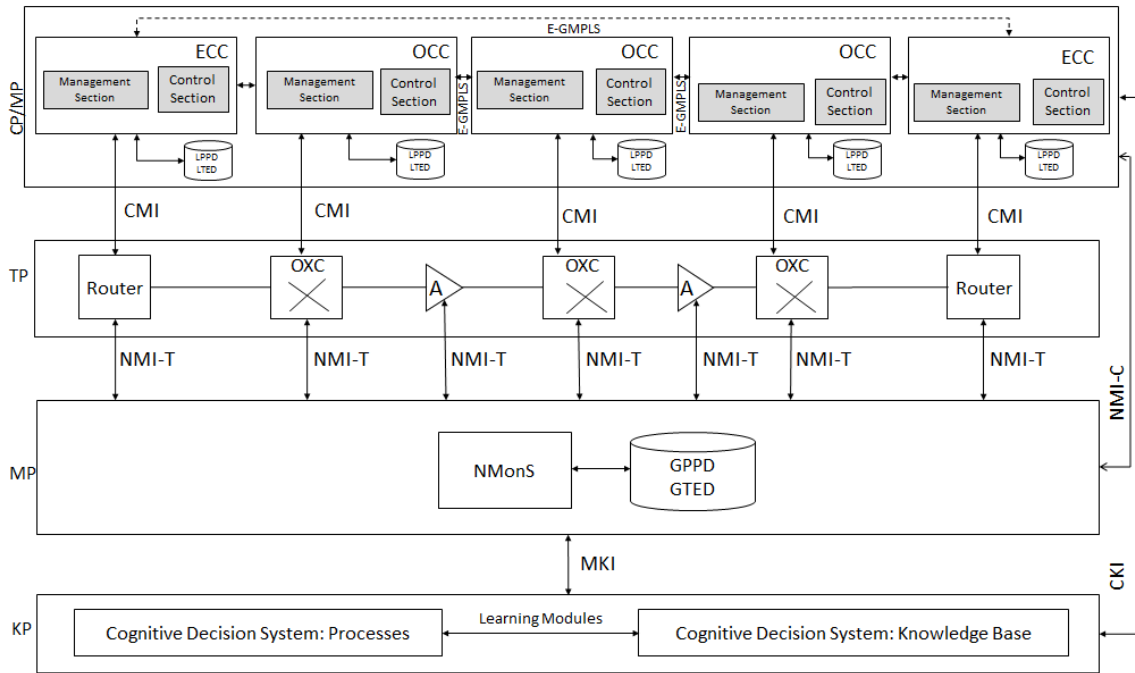 E-GMPLS
ECC
Management
Section
Control
Section
LPPD
LTED
OCC
Management
Section
Control
Section
LPPD
LTED
E-GMPLS
OCC
Management
Section
Control
Section
LPPD
LTED
E-GMPLS
OCC
Management
Section
Control
Section
LPPD
LTED
ECC
Management
Section
Control
Section
LPPD
LTED
CP/MP
CMI
CMI
CMI
CMI
CMI
TP
Router
OXC
A
OXC
A
OXC
Router
NMI-T
NMI-T
NMI-T
NMI-T
NMI-T
NMI-T
NMI-T
NMI-C
MP
NMonS
GPPD
GTED
MKI
CKI
KP
Cognitive Decision System: Processes
Learning Modules
Cognitive Decision System: Knowledge Base